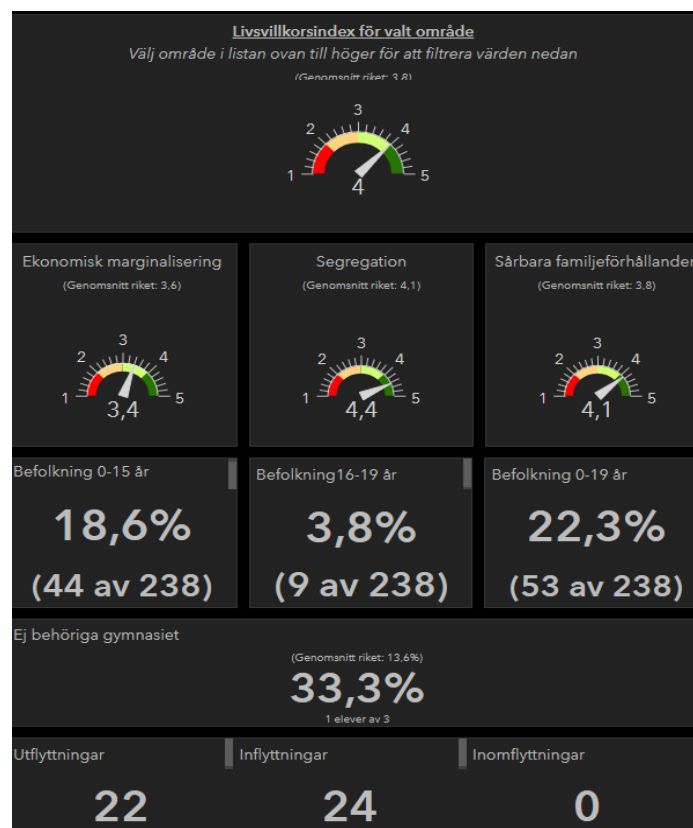 Livsvillkorsindex för valt område
Välj område i listan ovan till höger för att filtrera värden nedan
(Genomsnitt riket: 3,8)
3
2 4
1 5
4
Ekonomisk marginalisering
(Genomsnitt riket: 3,6)
3
2 4
1 5
3,4
Segregation
(Genomsnitt riket: 4,1)
3
2 4
1 5
4,4
Sårbara familjeförhållanden
(Genomsnitt riket: 3,8)
3
2 4
1 5
4,1
Befolkning 0-15 år
18,6%
(44 av 238)
Befolkning16-19 år
3,8%
(9 av 238)
Befolkning 0-19 år
22,3%
(53 av 238)
Ej behöriga gymnasiet
(Genomsnitt riket: 13,6%)
33,3%
1 elever av 3
Utflyttningar
22
Inflyttningar
24
Inomflyttningar
0